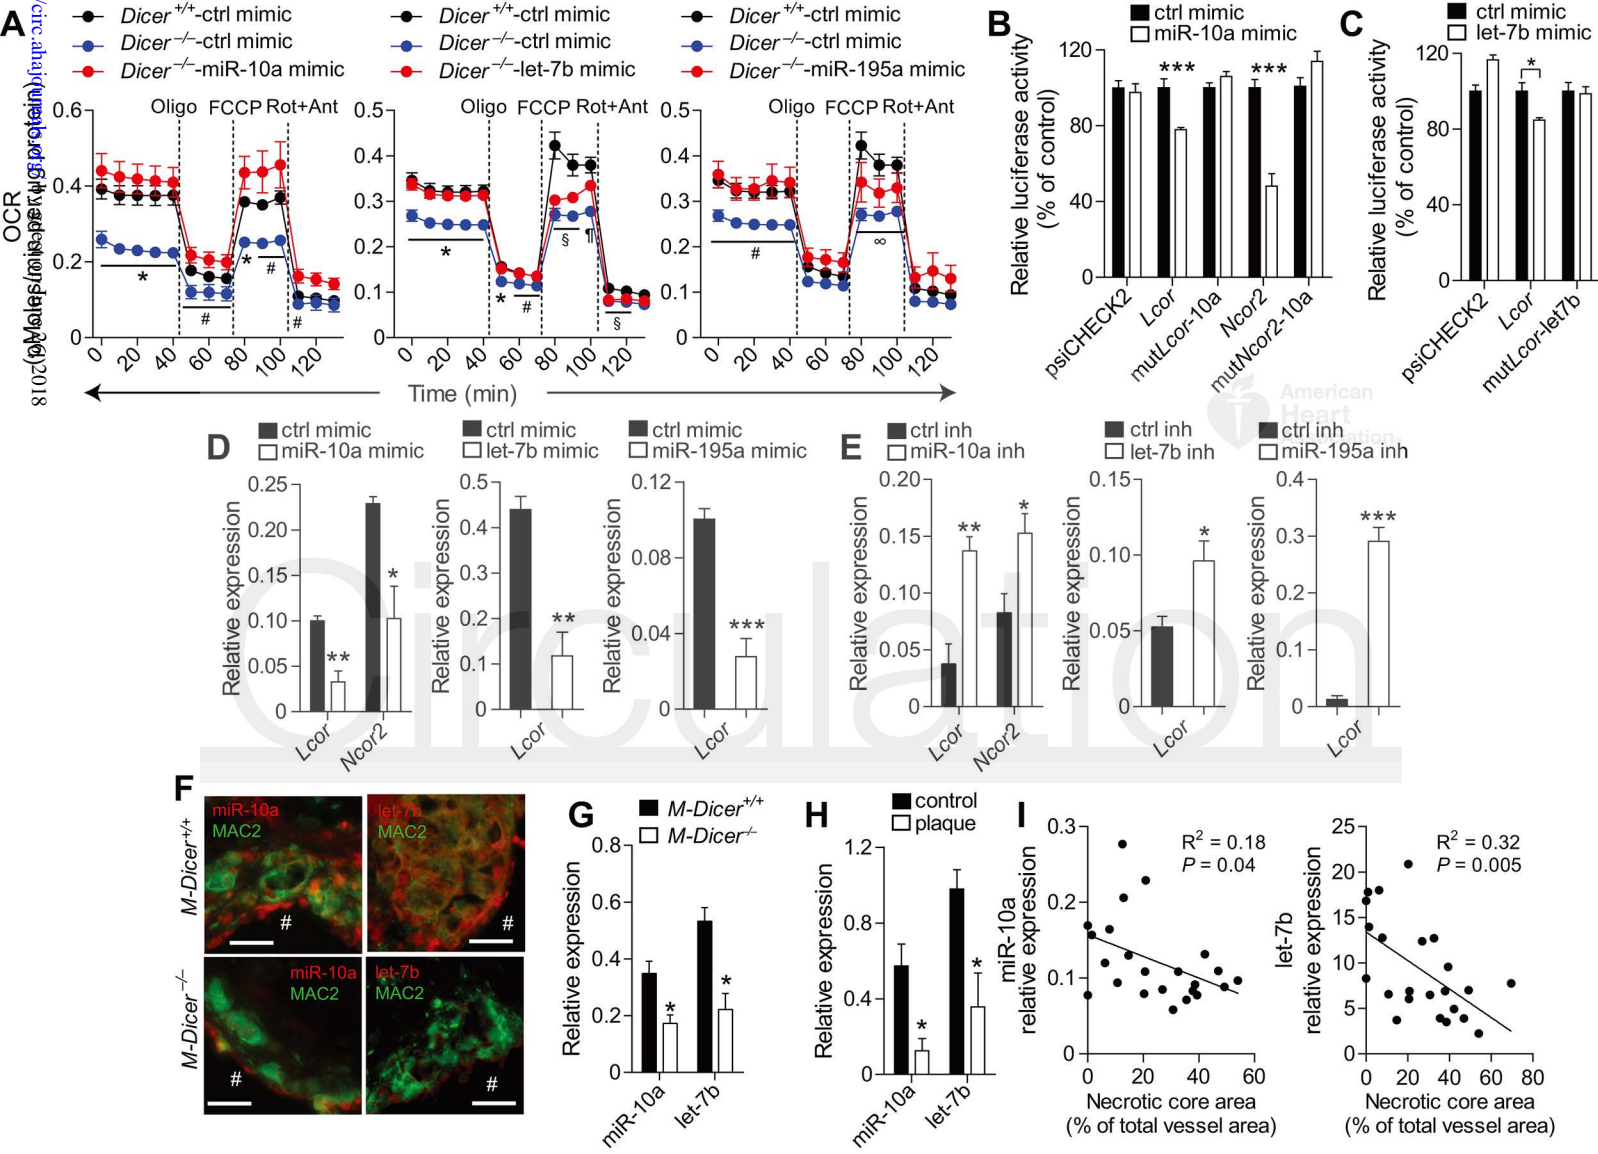 A
Dicer+/+-ctrl mimic
Dicer−/−-ctrl mimic
Dicer−/−-miR-10a mimic
Dicer+/+-ctrl mimic
Dicer−/−-ctrl mimic
Dicer−/−-let-7b mimic
Dicer+/+-ctrl mimic
Dicer−/−-ctrl mimic
Dicer−/−-miR-195a mimic
OCR
Oligo FCCP Rot+Ant
0.6
0.4
0.2
0
* # * # #
0 20 40 60 80 100 120
Oligo FCCP Rot+Ant
0.5
0.4
0.3
0.2
0.1
0
* * # § ¶ §
0 20 40 60 80 100 120
Oligo FCCP Rot+Ant
0.5
0.4
0.3
0.2
0.1
0
# ∞
0 20 40 60 80 100 120
Time (min)
B
ctrl mimic
miR-10a mimic
Relative luciferase activity
(% of control)
120
80
40
0
*** ***
psiCHECK2
Lcor
mutLcor-10a
Ncor2
mutNcor2-10a
C
ctrl mimic
let-7b mimic
Relative luciferase activity
(% of control)
120
80
40
0
*
psiCHECK2
Lcor
mutLcor-let7b
American
Heart
Association
D
ctrl mimic
miR-10a mimic
Relative expression
0.25
0.20
0.15
0.10
0.05
0
** *
Lcor
Ncor2
ctrl mimic
let-7b mimic
Relative expression
0.5
0.4
0.3
0.2
0.1
0
**
Lcor
ctrl mimic
miR-195a mimic
Relative expression
0.12
0.08
0.04
0
***
Lcor
E
ctrl inh
miR-10a inh
Relative expression
0.20
0.15
0.10
0.05
0
** *
Lcor
Ncor2
ctrl inh
let-7b inh
Relative expression
0.15
0.10
0.05
0
*
Lcor
ctrl inh
miR-195a inh
Relative expression
0.4
0.3
0.2
0.1
0
***
Lcor
Circulation
F
M-Dicer+/+
miR-10a
MAC2
#
let-7b
MAC2
#
M-Dicer−/−
miR-10a
MAC2
#
let-7b
MAC2
#
G
M-Dicer+/+
M-Dicer−/−
Relative expression
0.8
0.6
0.4
0.2
0
* *
miR-10a
let-7b
H
control
plaque
Relative expression
1.2
0.8
0.4
0
* *
miR-10a
let-7b
I
miR-10a
relative expression
0.3
0.2
0.1
0
R2 = 0.18
P = 0.04
0 20 40 60
Necrotic core area
(% of total vessel area)
let-7b
relative expression
25
20
15
10
5
0
R2 = 0.32
P = 0.005
0 20 40 60 80
Necrotic core area
(% of total vessel area)